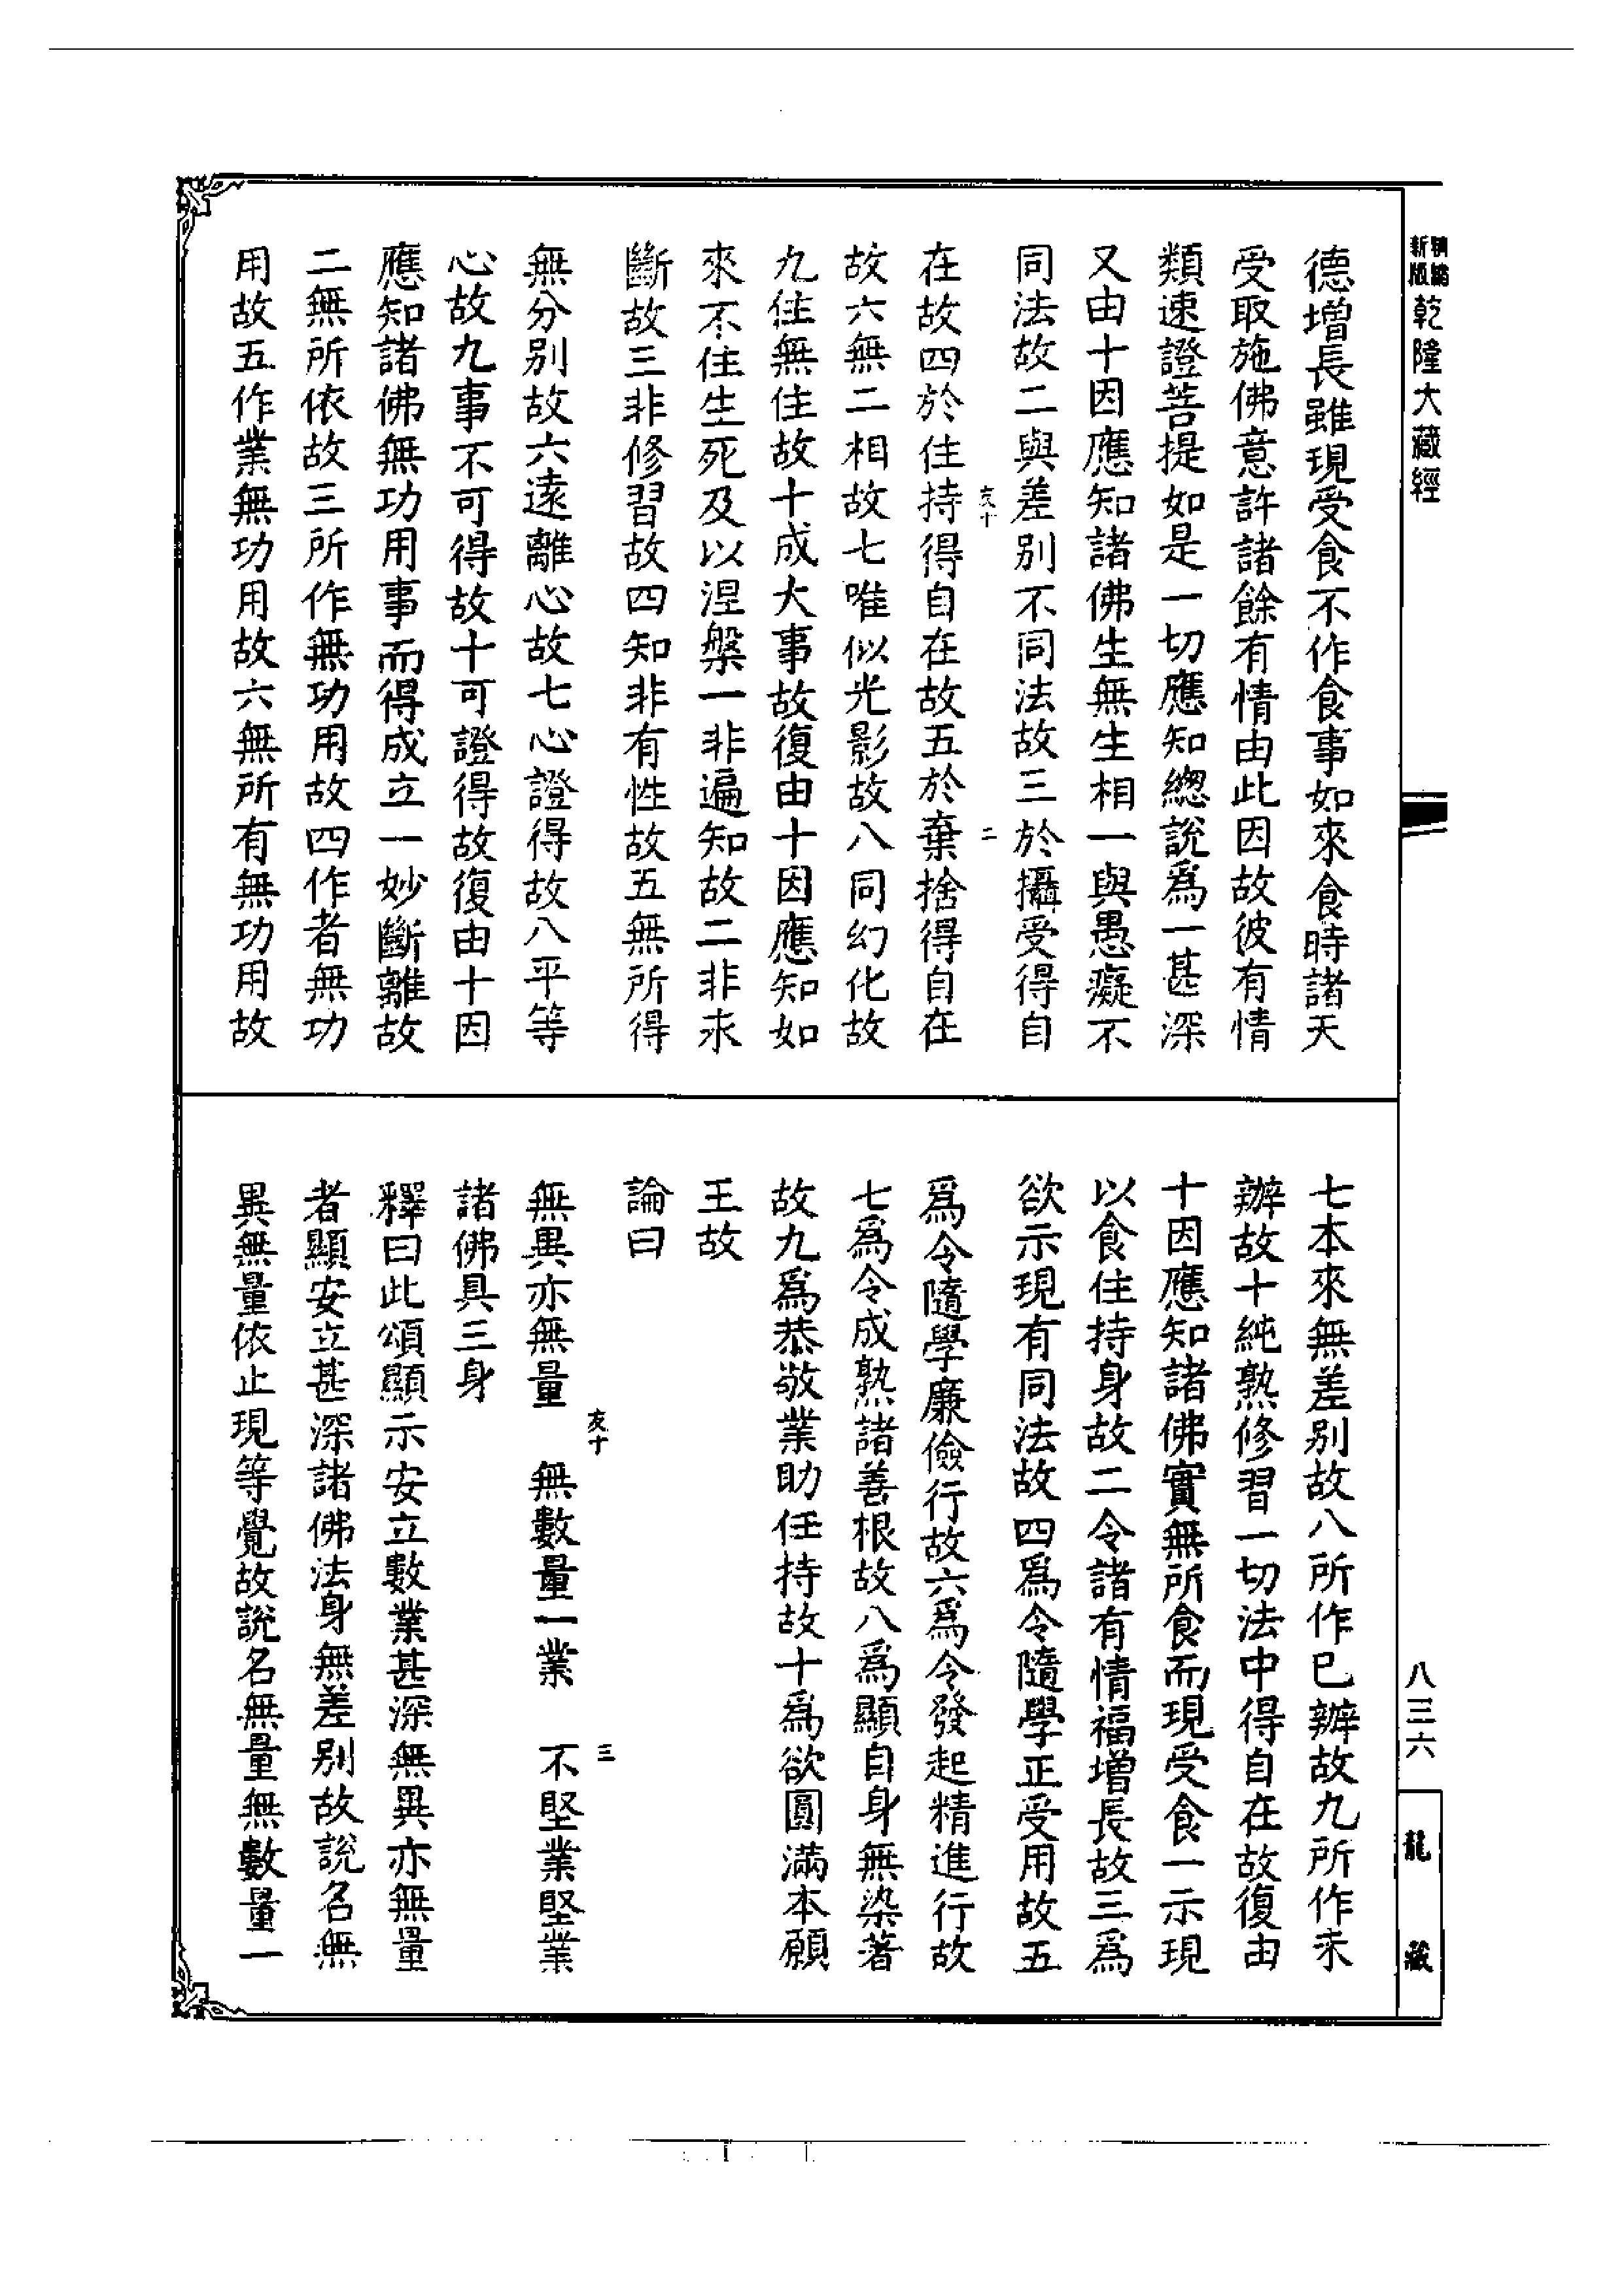 精縮新版乾隆大藏經
德增長雖現受食不作食事如來食時諸天
受取施佛意許諸餘有情由此因故彼有情
類速證菩提如是一切應知總說爲一甚深
又由十因應知諸佛生無生相一與愚癡不
同法故二與差別不同法故三於攝受得自
友十 二
在故四於住持得自在故五於棄捨得自在
故六無二相故七唯似光影故八同幻化故
九住無住故十成大事故復由十因應知如
來不住生死及以涅槃一非遍知故二非永
斷故三非修習故四知非有性故五無所得
無分別故六遠離心故七心證得故八平等
心故九事不可得故十可證得故復由十因
應知諸佛無功用事而得成立一妙斷離故
二無所依故三所作無功用故四作者無功
用故五作業無功用故六無所有無功用故
七本來無差別故八所作已辦故九所作未
辦故十純熟修習一切法中得自在故復由
十因應知諸佛實無所食而現受食一示現
以食住持身故二令諸有情福增長故三爲
欲示現有同法故四爲令隨學正受用故五
爲令隨學廉儉行故六爲令發起精進行故
七爲令成熟諸善根故八爲顯自身無染著
故九爲恭敬業助任持故十爲欲圓滿本願
王故
論曰
友十 三
無異亦無量 無數量一業 不堅業堅業
諸佛具三身
釋曰此頌顯示安立數業甚深無異亦無量
者顯安立甚深諸佛法身無差別故說名無
異無量依止現等覺故說名無量無數量一
八三六
龍藏